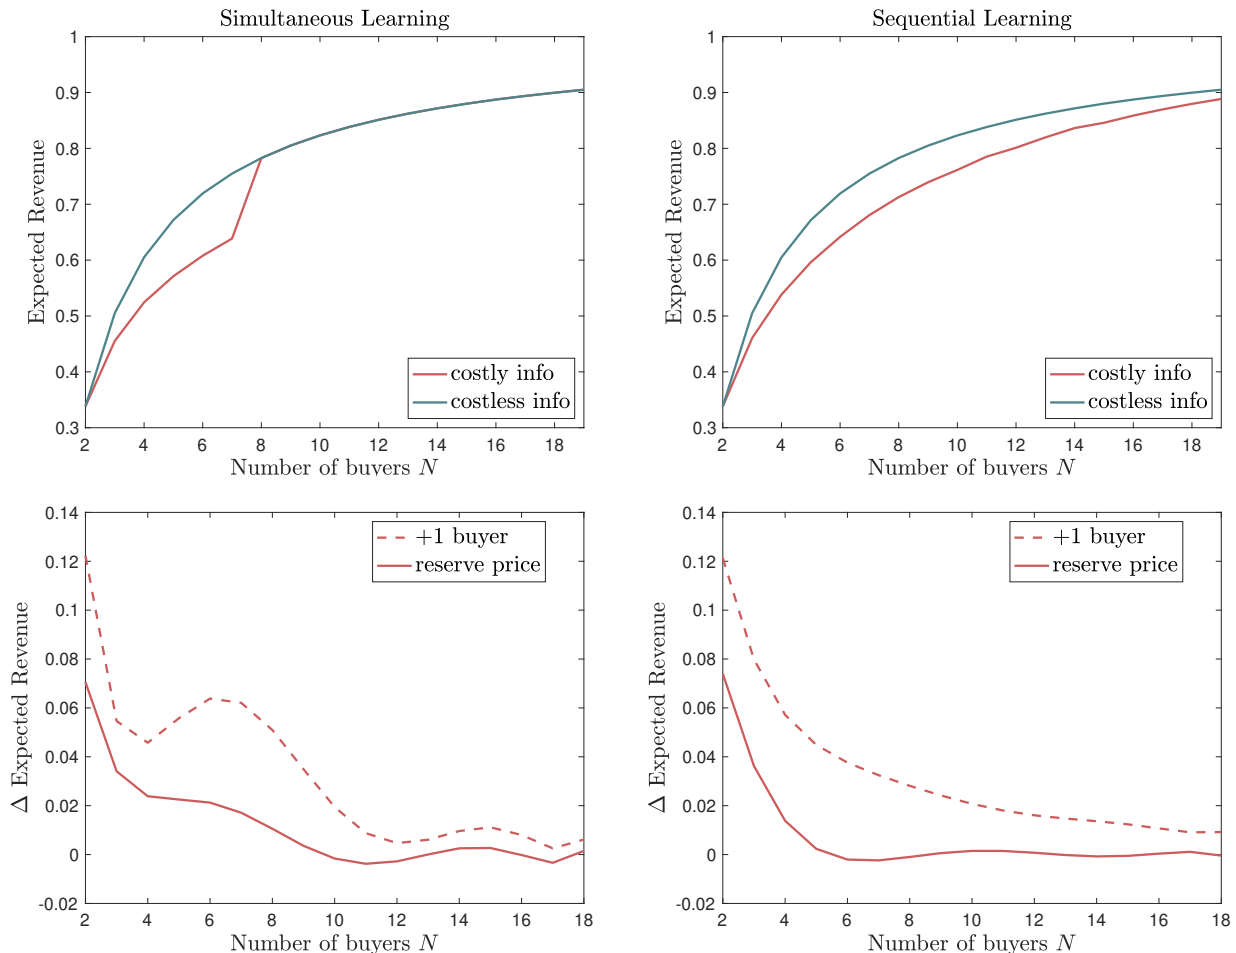 Simultaneous Learning
1
0.9
0.8
0.7
0.6
0.5
0.4
0.3
Expected Revenue
costly info
costless info
2 4 6 8 10 12 14 16 18
Number of buyers N
Sequential Learning
1
0.9
0.8
0.7
0.6
0.5
0.4
0.3
Expected Revenue
costly info
costless info
2 4 6 8 10 12 14 16 18
Number of buyers N
0.14
0.12
0.1
0.08
0.06
0.04
0.02
0
-0.02
Δ Expected Revenue
+1 buyer
reserve price
2 4 6 8 10 12 14 16 18
Number of buyers N
0.14
0.12
0.1
0.08
0.06
0.04
0.02
0
-0.02
Δ Expected Revenue
+1 buyer
reserve price
2 4 6 8 10 12 14 16 18
Number of buyers N